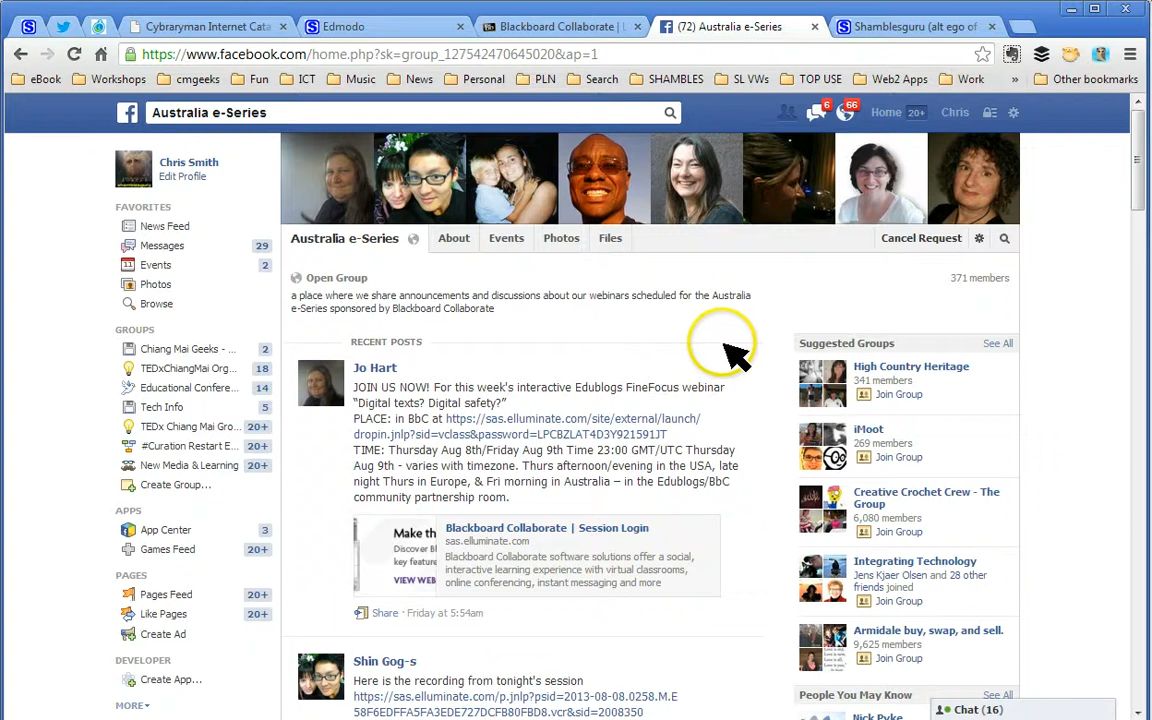 Cybraryman Internet Cata
Edmodo
Blackboard Collaborate | L
(72) Australia e-Series
Shamblesguru (alt ego of
https://www.facebook.com/home.php?sk=group_127542470645020&ap=1
eBook
Workshops
cmgeeks
Fun
ICT
Music
News
Personal
PLN
Search
SHAMBLES
SL VWs
TOP USE
Web2 Apps
Work
»
Other bookmarks
Australia e-Series
6
66
Home 20+
Chris
Chris Smith
Edit Profile
FAVORITES
News Feed
Messages 29
Events 2
Photos
Browse
GROUPS
Chiang Mai Geeks - ... 2
TEDxChiangMai Org... 18
Educational Confere... 14
Tech Info 5
TEDx Chiang Mai Gro... 20+
#Curation Restart E... 20+
New Media & Learning 20+
Create Group...
APPS
App Center 3
Games Feed 20+
PAGES
Pages Feed 20+
Like Pages 20+
Create Ad
DEVELOPER
Create App...
MORE
Australia e-Series
About
Events
Photos
Files
Cancel Request
Open Group
371 members
a place where we share announcements and discussions about our webinars scheduled for the Australia
e-Series sponsored by Blackboard Collaborate
RECENT POSTS
Jo Hart
JOIN US NOW! For this week's interactive Edublogs FineFocus webinar
“Digital texts? Digital safety?”
PLACE: in BbC at https://sas.elluminate.com/site/external/launch/
dropin.jnlp?sid=vclass&password=LPCBZLAT4D3Y921591JT
TIME: Thursday Aug 8th/Friday Aug 9th Time 23:00 GMT/UTC Thursday
Aug 9th - varies with timezone. Thurs afternoon/evening in the USA, late
night Thurs in Europe, & Fri morning in Australia – in the Edublogs/BbC
community partnership room.
Make th
Discover Bl
key feature
VIEW WEB
Blackboard Collaborate | Session Login
sas.elluminate.com
Blackboard Collaborate software solutions offer a social,
interactive learning experience with virtual classrooms,
online conferencing, instant messaging and more
Share · Friday at 5:54am
Shin Gog-s
Here is the recording from tonight's session
https://sas.elluminate.com/p.jnlp?psid=2013-08-08.0258.M.E
58F6EDFFA5FA3EDE727DCFB80FBD8.vcr&sid=2008350
Suggested Groups
See All
High Country Heritage
341 members
Join Group
iMoot
269 members
Join Group
Creative Crochet Crew - The
Group
6,080 members
Join Group
Integrating Technology
Jens Kjaer Olsen and 28 other
friends joined
Join Group
Armidale buy, swap, and sell.
9,625 members
Join Group
People You May Know
See All
Nick Pyke
Chat (16)